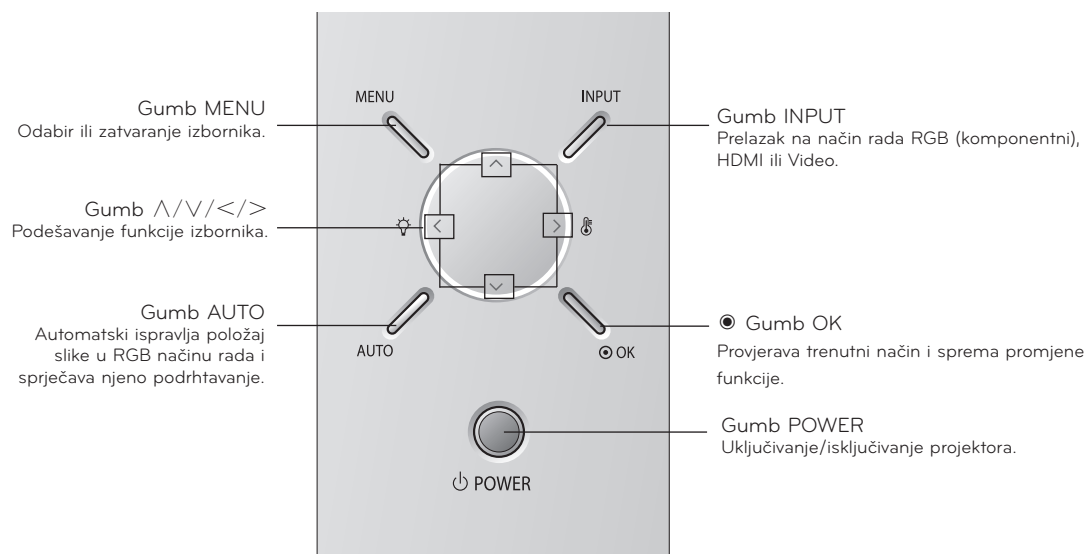 Gumb MENU
Odabir ili zatvaranje izbornika.
Gumb ∧/∨/</>
Podešavanje funkcije izbornika.
Gumb AUTO
Automatski ispravlja položaj
slike u RGB načinu rada i
sprječava njeno podrhtavanje.
MENU
INPUT
AUTO
◉ OK
POWER
Gumb INPUT
Prelazak na način rada RGB (komponentni),
HDMI ili Video.
◉ Gumb OK
Provjerava trenutni način i sprema promjene
funkcije.
Gumb POWER
Uključivanje/isključivanje projektora.